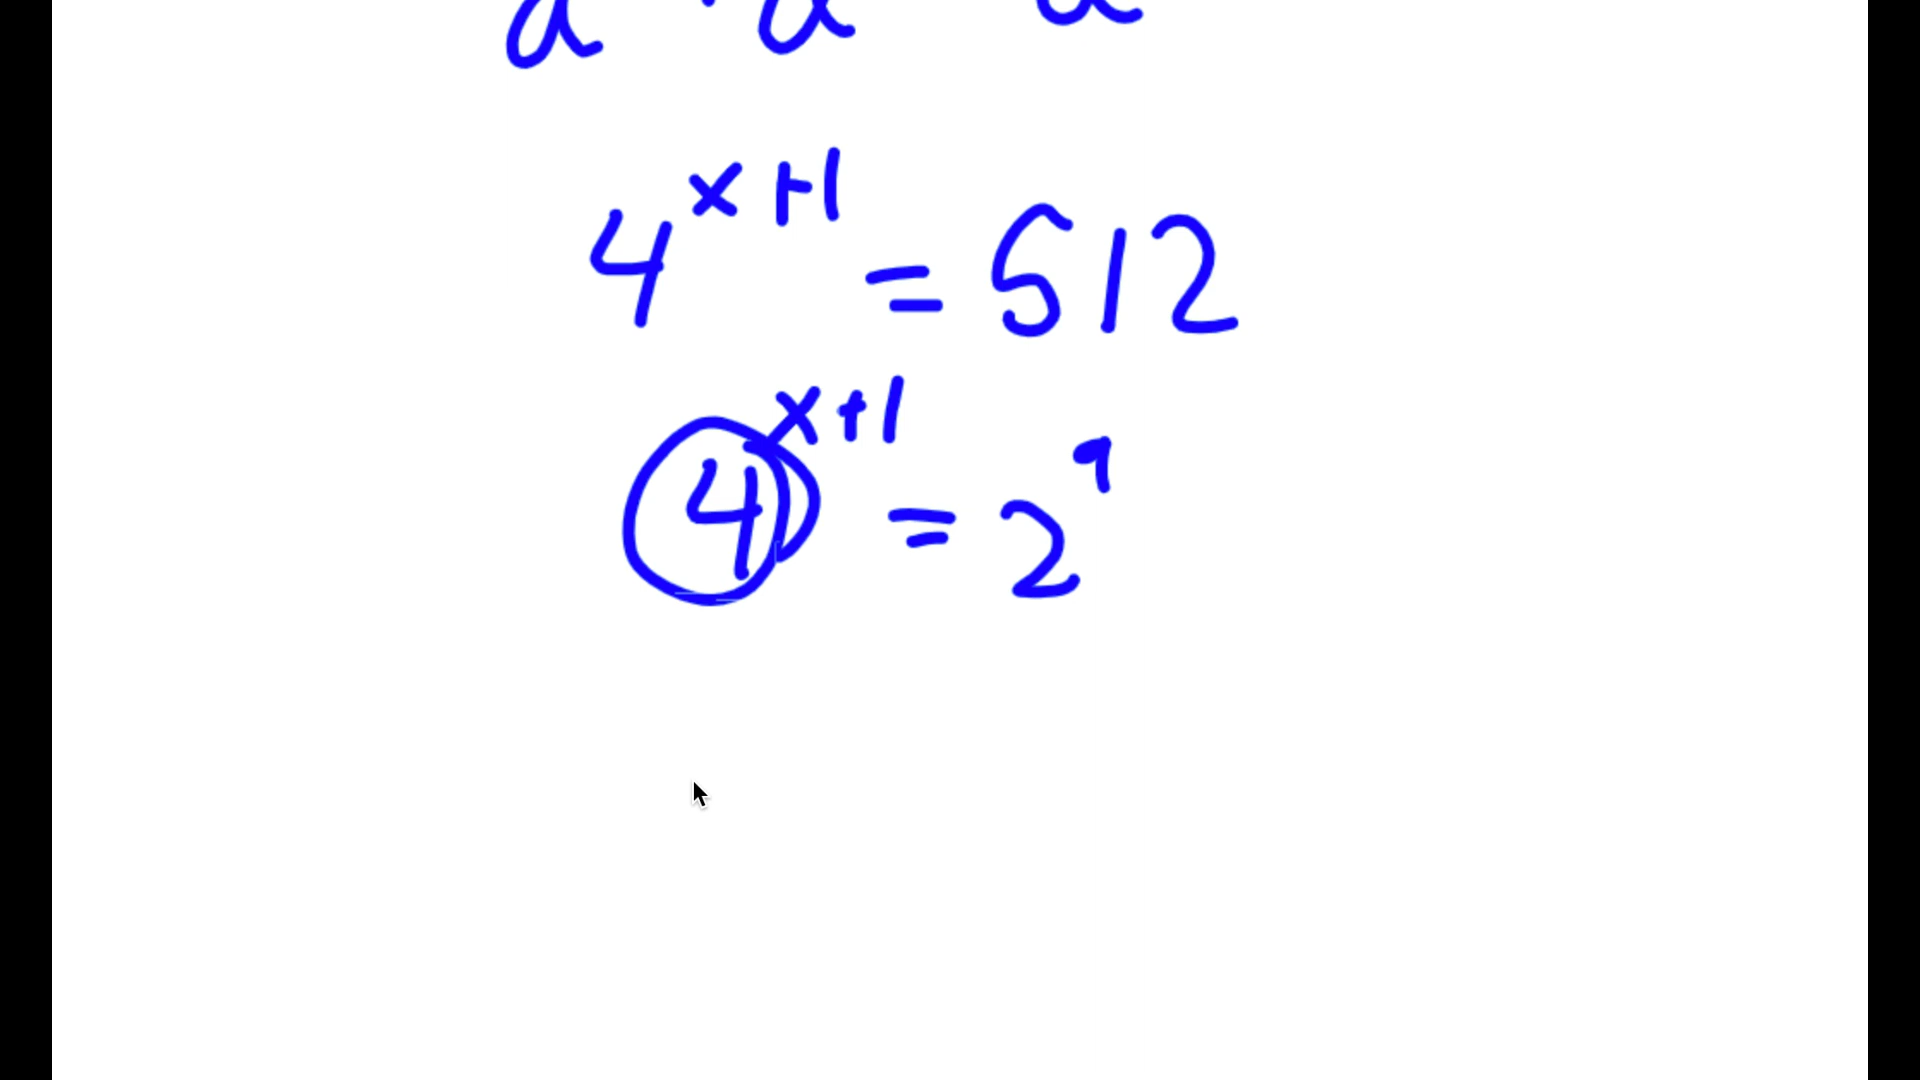 a · a a
4^{x+1} = 512
(4)^{x+1} = 2^9